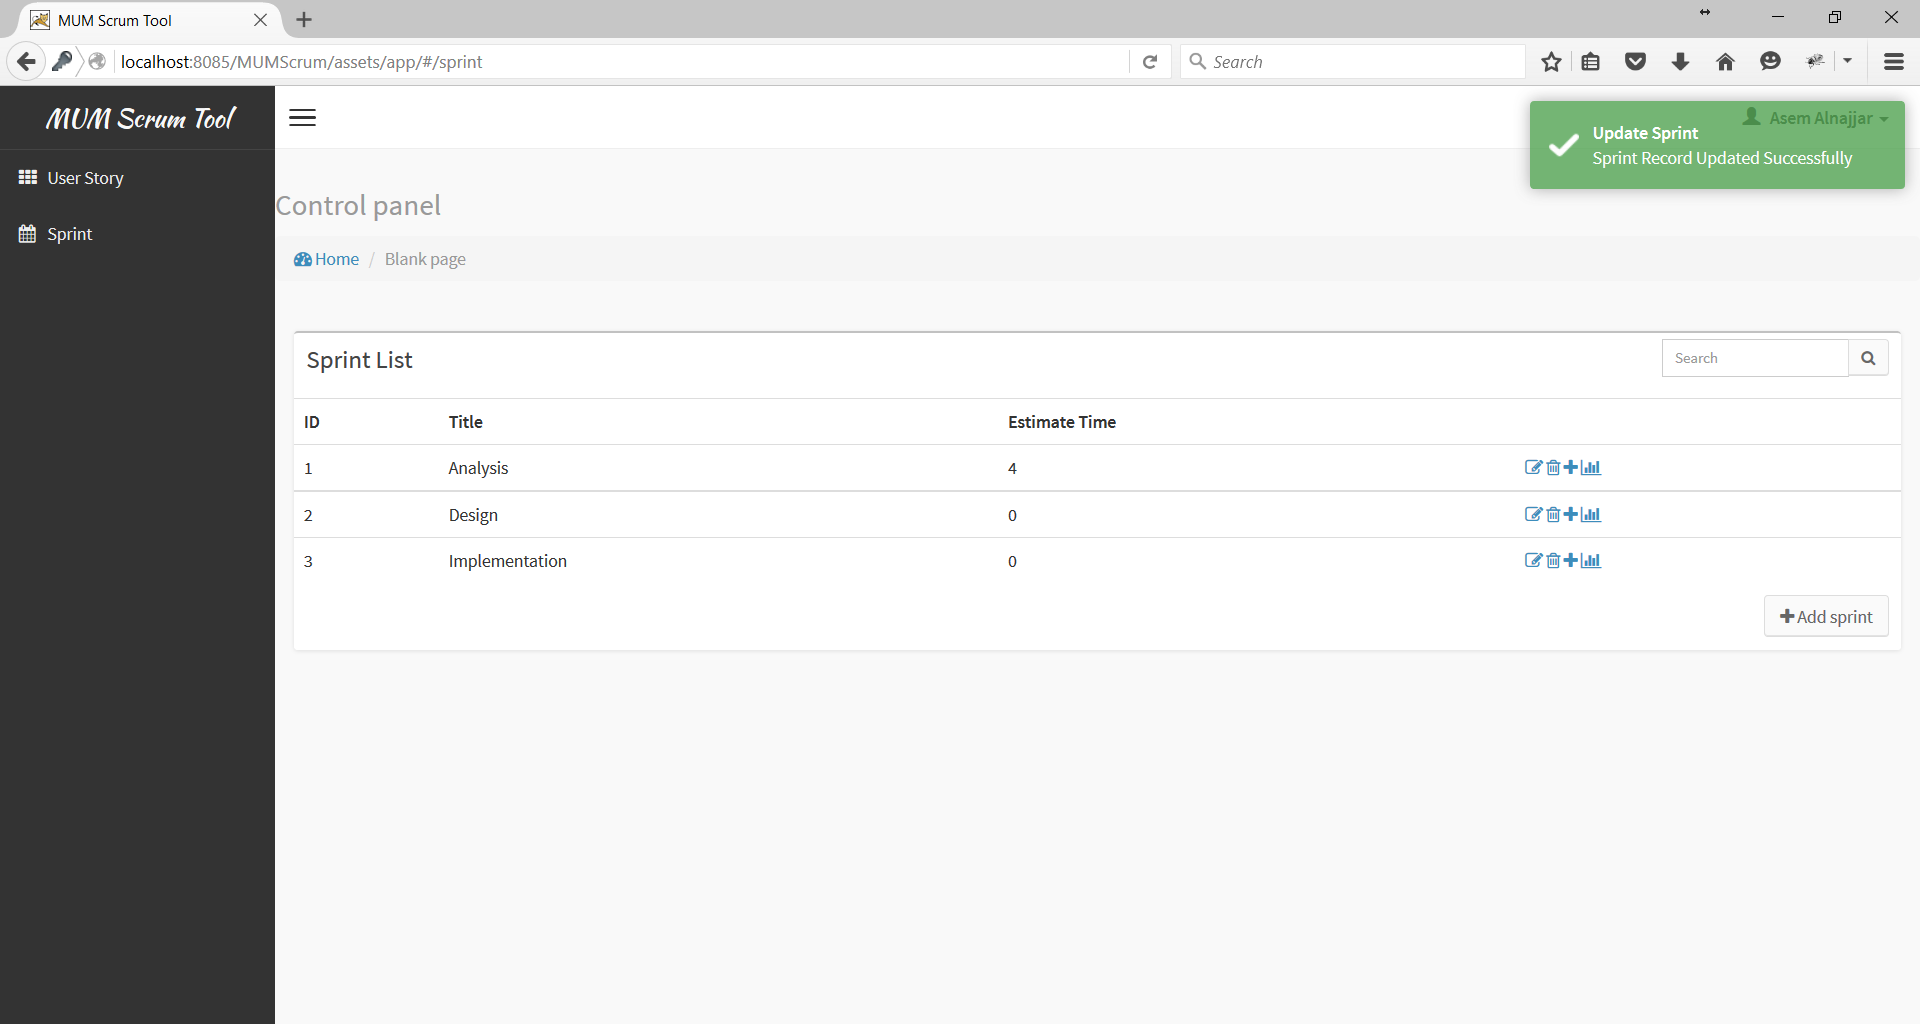 MUM Scrum Tool
localhost:8085/MUMScrum/assets/app/#/sprint
Search
MUM Scrum Tool
Asem Alnajjar
Update Sprint
Sprint Record Updated Successfully
User Story
Sprint
Control panel
Home / Blank page
Sprint List
Search
ID Title Estimate Time
1 Analysis 4
2 Design 0
3 Implementation 0
Add sprint